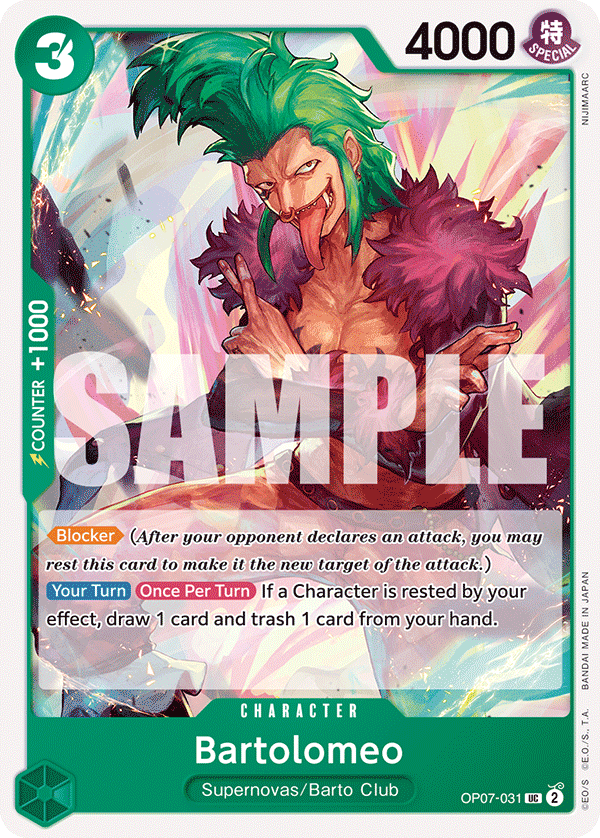 3
4000
特
SPECIAL
NIJIMAARC
COUNTER +1000
SAMPLE
Blocker (After your opponent declares an attack, you may
rest this card to make it the new target of the attack.)
Your Turn Once Per Turn If a Character is rested by your
effect, draw 1 card and trash 1 card from your hand.
CHARACTER
Bartolomeo
Supernovas/Barto Club
OP07-031 UC 2
©EO/S ©E.O./S., T.A. BANDAI MADE IN JAPAN